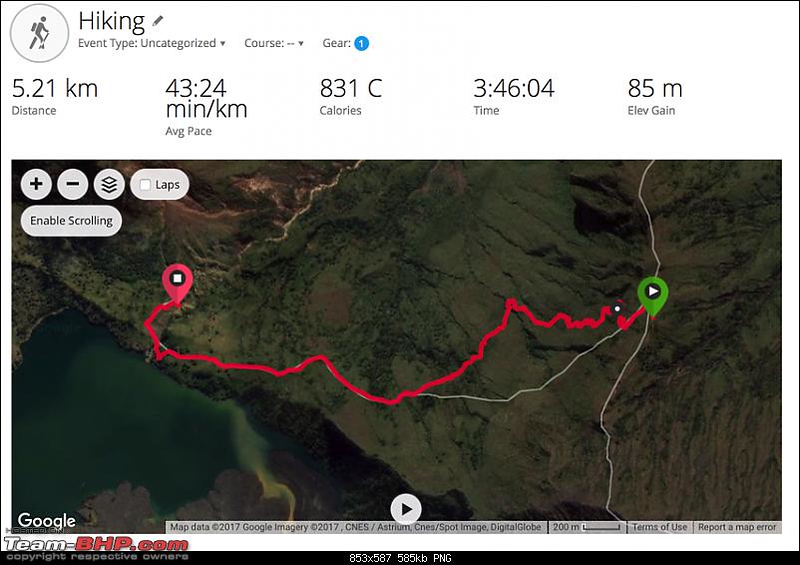 Hiking
Event Type: Uncategorized ▾ Course: -- ▾ Gear: 1
5.21 km
Distance
43:24
min/km
Avg Pace
831 C
Calories
3:46:04
Time
85 m
Elev Gain
+ − Laps
Enable Scrolling
Google
Google
Map data ©2017 Google Imagery ©2017 , CNES / Astrium, Cnes/Spot Image, DigitalGlobe 200 m Terms of Use Report a map error
HOSTED ON
Team-BHP.com
copyright respective owners
853x587 585kb PNG